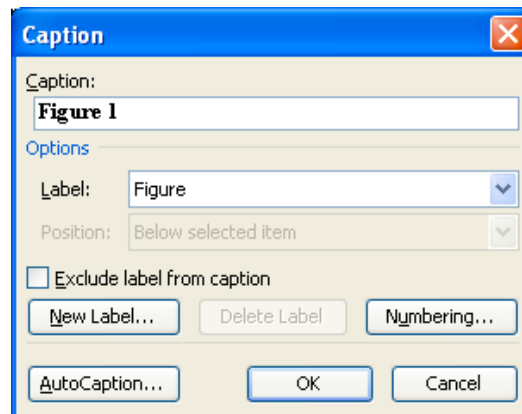 Caption
Caption:
Figure 1
Options
Label: Figure
Position: Below selected item
Exclude label from caption
New Label... Delete Label Numbering...
AutoCaption... OK Cancel